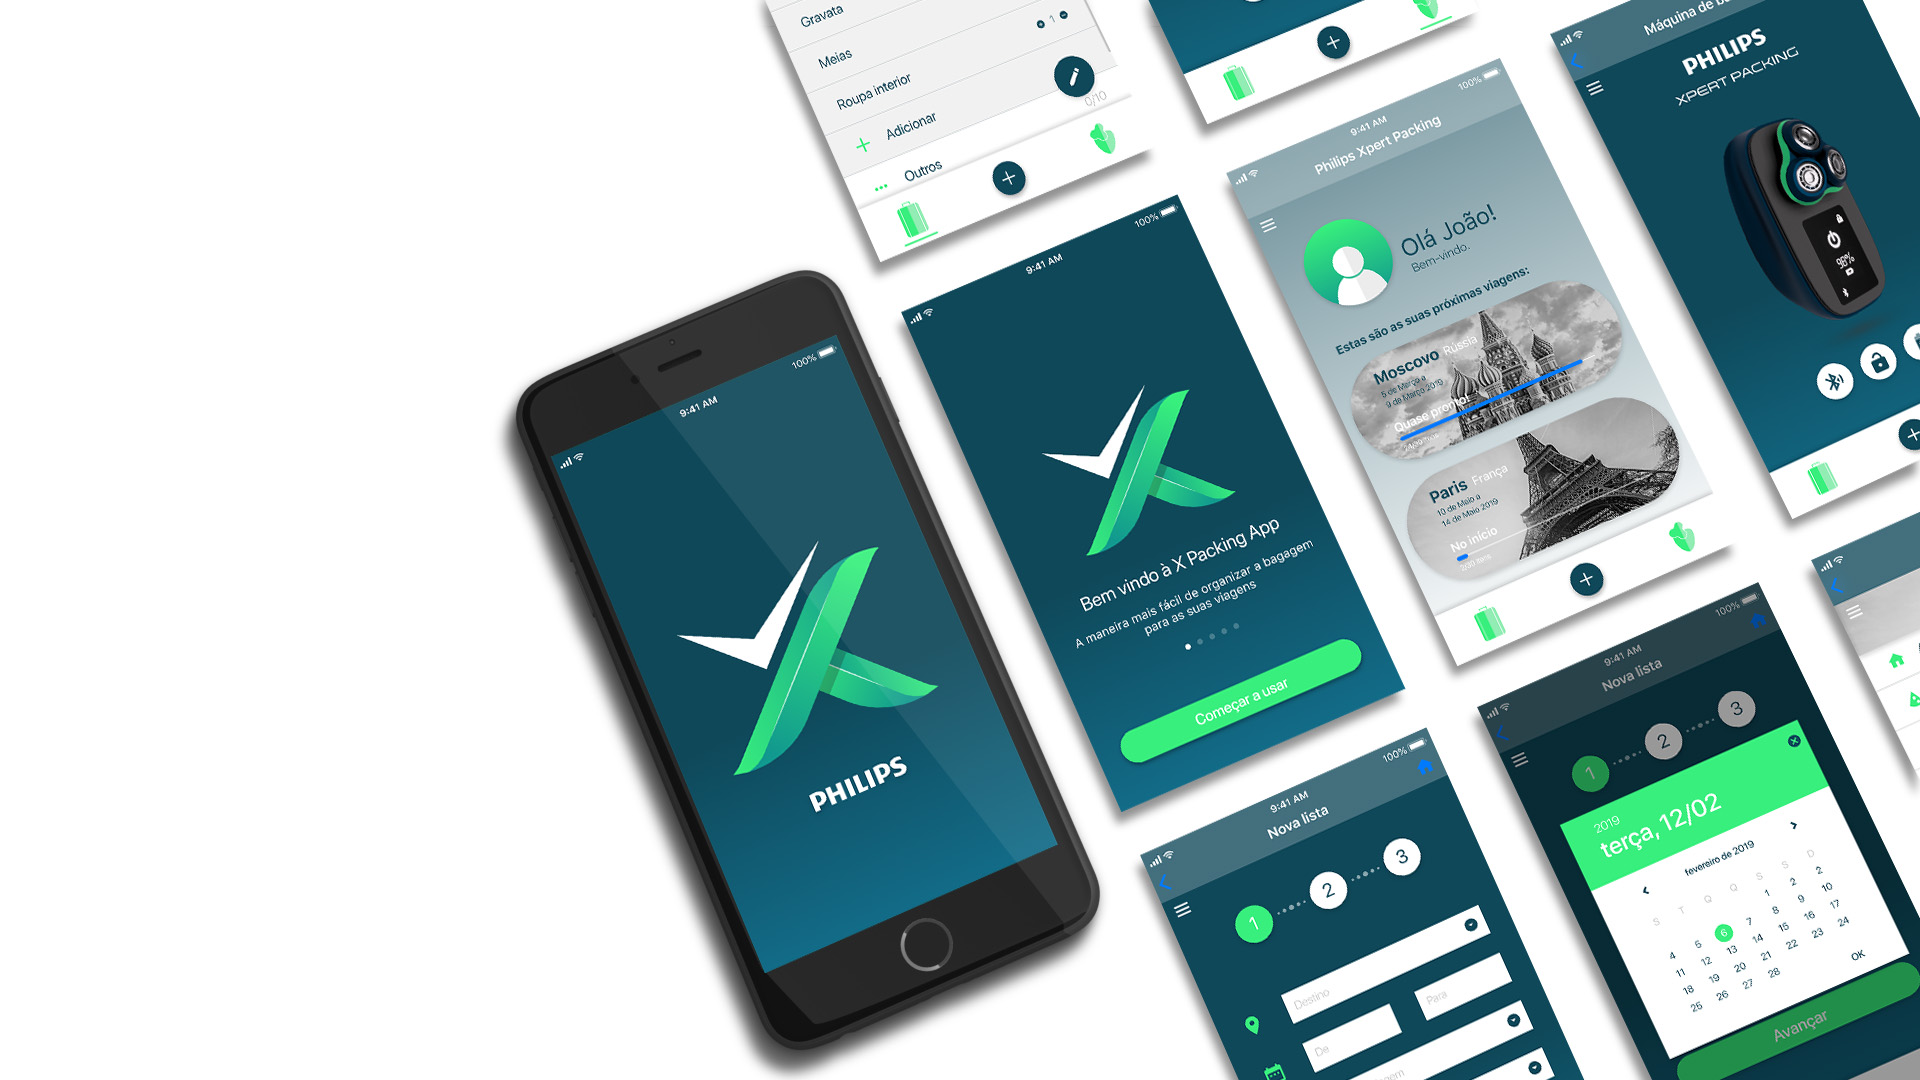 Gravata
Meias
1
Roupa interior
Adicionar
0/10
Outros
100%
9:41 AM
PHILIPS
100%
9:41 AM
Bem vindo à X Packing App
A maneira mais fácil de organizar a bagagem
para as suas viagens
Começar a usar
100%
9:41 AM
Philips Xpert Packing
Olá João!
Bem-vindo.
Estas são as suas próximas viagens:
Moscovo Rússia
5 de Março a
9 de Março 2019
Quase pronto!
Paris França
10 de Maio a
14 de Maio 2019
No início
Máquina de
PHILIPS
XPERT PACKING
98%
100%
9:41 AM
Nova lista
1
2
3
Destino
De
Para
100%
9:41 AM
Nova lista
1
2
3
2019
terça, 12/02
fevereiro de 2019
S T Q Q S S D
1 2 2
4 5 6 7 8 9 10
11 12 13 14 15 16 17
18 19 20 21 22 23 24
25 26 27 28
OK
Avançar